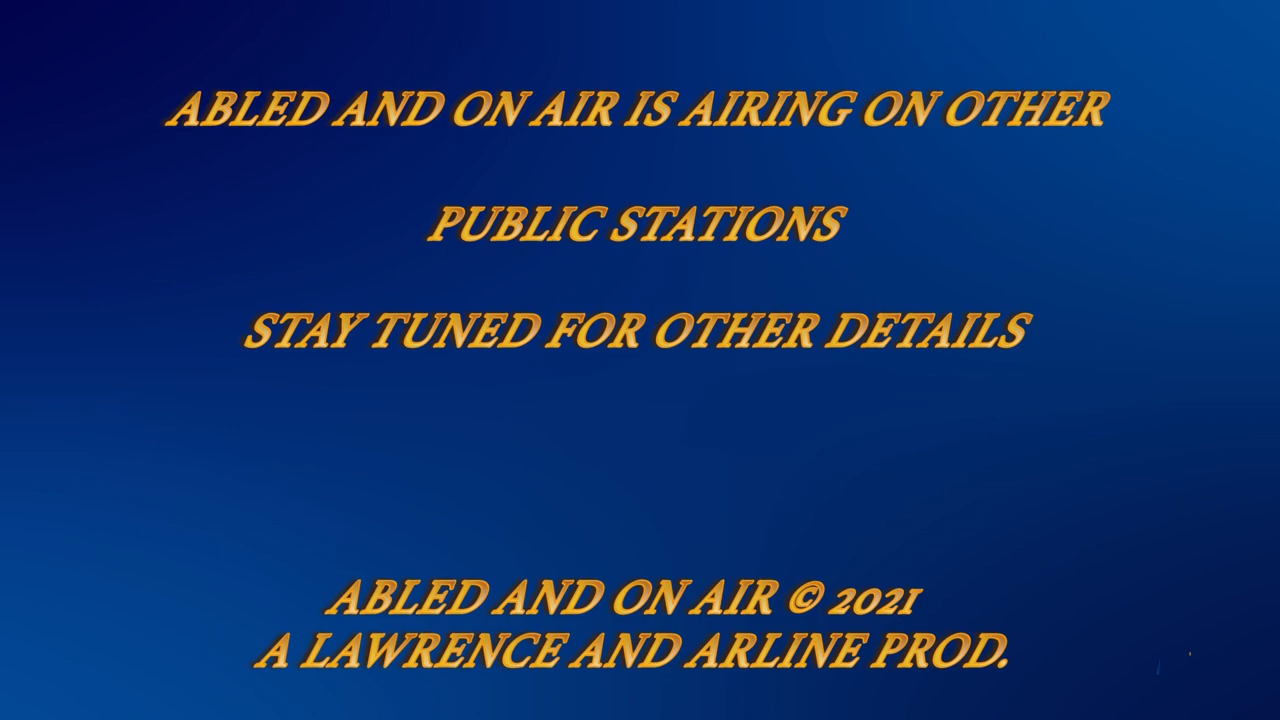 ABLED AND ON AIR IS AIRING ON OTHER
PUBLIC STATIONS
STAY TUNED FOR OTHER DETAILS
ABLED AND ON AIR © 2021
A LAWRENCE AND ARLINE PROD.